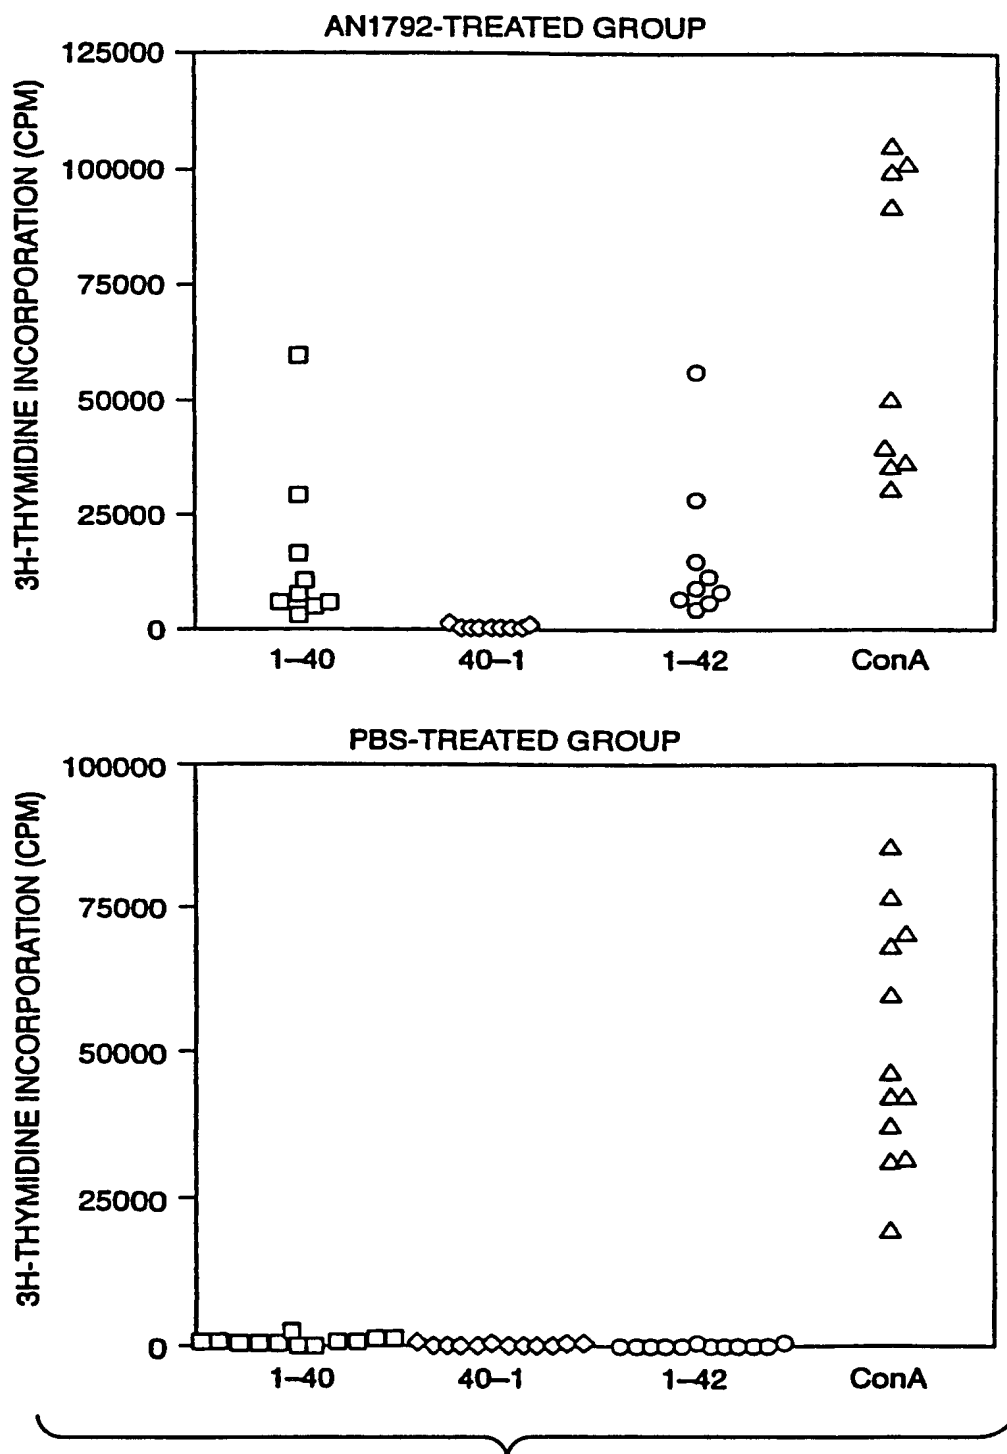 AN1792-TREATED GROUP
3H-THYMIDINE INCORPORATION (CPM)
125000
100000
75000
50000
25000
0
1–40 40–1 1–42 ConA
PBS-TREATED GROUP
3H-THYMIDINE INCORPORATION (CPM)
100000
75000
50000
25000
0
1–40 40–1 1–42 ConA